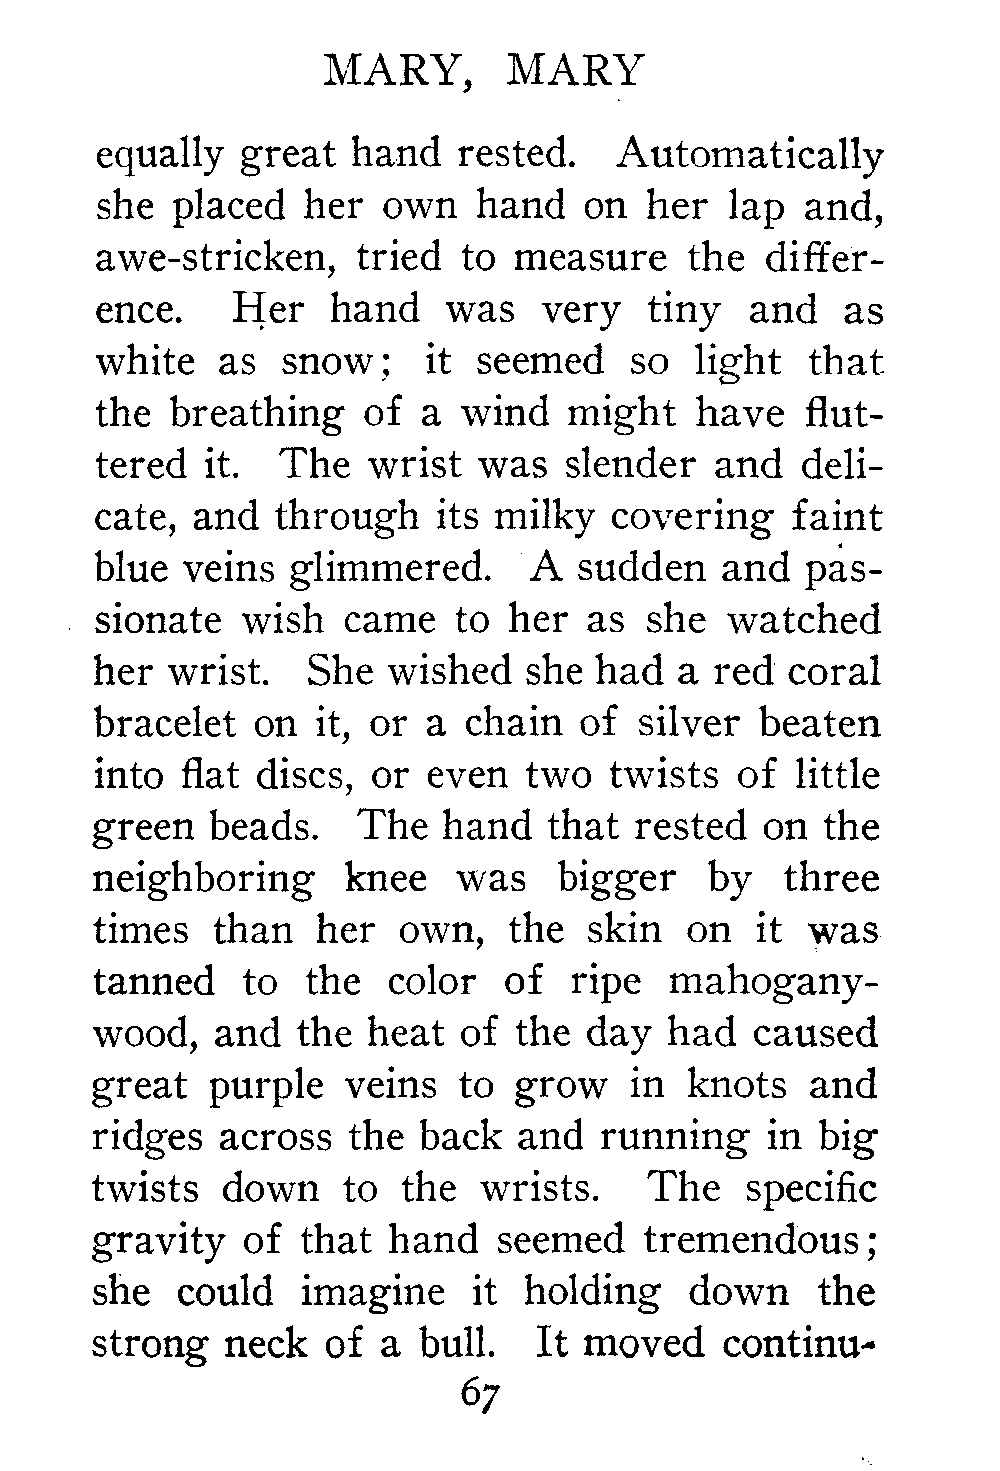 MARY, MARY
equally great hand rested. Automatically
she placed her own hand on her lap and,
awe-stricken, tried to measure the differ-
ence. Her hand was very tiny and as
white as snow; it seemed so light that
the breathing of a wind might have flut-
tered it. The wrist was slender and deli-
cate, and through its milky covering faint
blue veins glimmered. A sudden and pas-
sionate wish came to her as she watched
her wrist. She wished she had a red coral
bracelet on it, or a chain of silver beaten
into flat discs, or even two twists of little
green beads. The hand that rested on the
neighboring knee was bigger by three
times than her own, the skin on it was
tanned to the color of ripe mahogany-
wood, and the heat of the day had caused
great purple veins to grow in knots and
ridges across the back and running in big
twists down to the wrists. The specific
gravity of that hand seemed tremendous;
she could imagine it holding down the
strong neck of a bull. It moved continu-
67